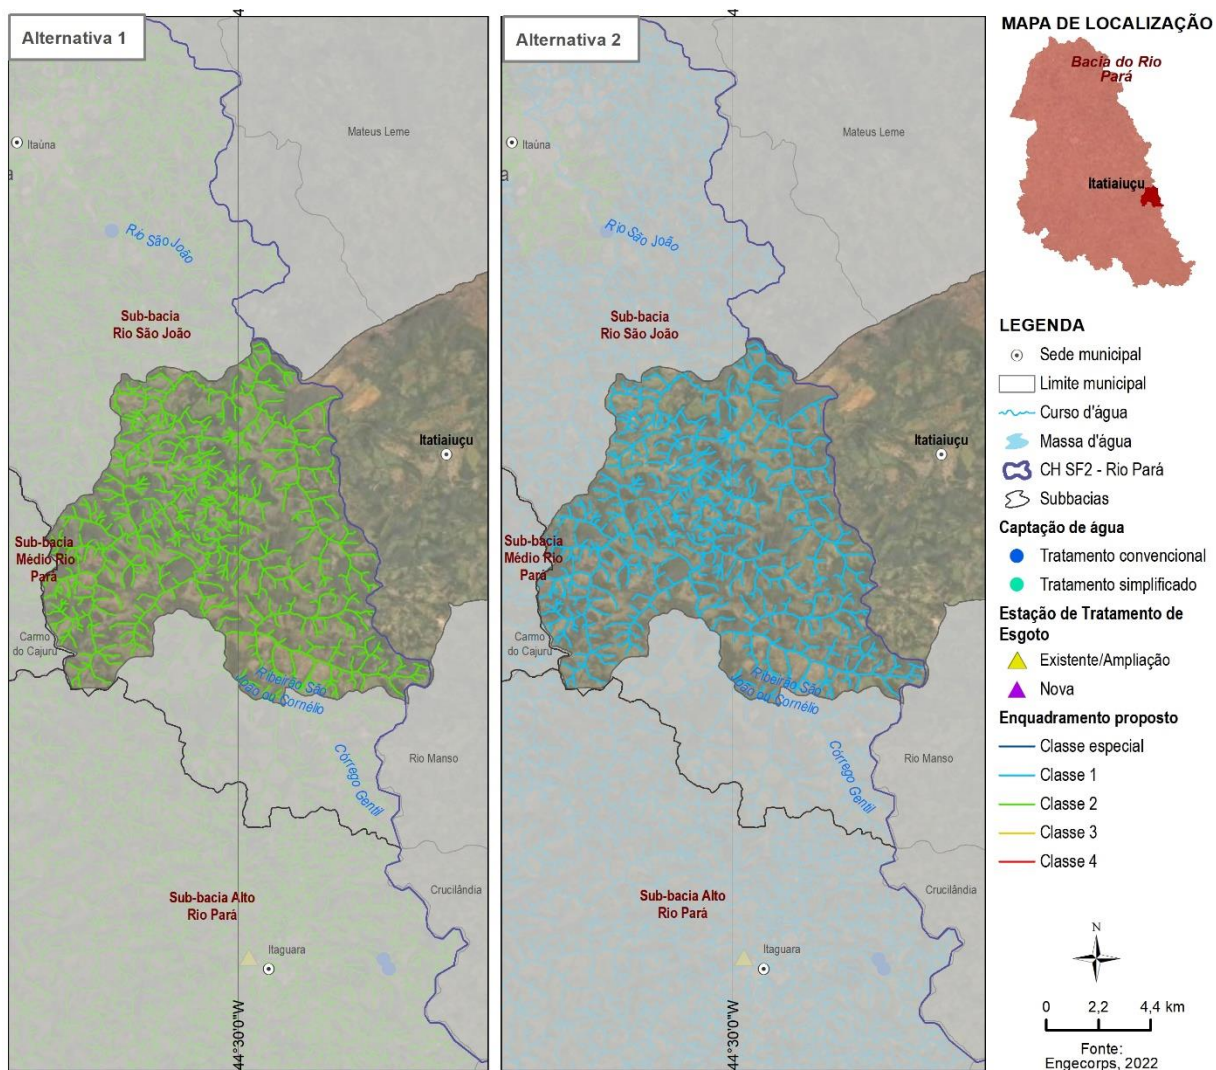 Alternativa 1
4
Mateus Leme
Itaúna
a
Rio São João
Sub-bacia
Rio São João
Itatiaiuçu
Sub-bacia
Médio Rio
Pará
Carmo
do Cajuru
Ribeirão São
João ou Cornélio
Rio Manso
Córrego Gentil
Crucilândia
Sub-bacia Alto
Rio Pará
Itaguara
44°30'0"W
Alternativa 2
4
Mateus Leme
Itaúna
a
Rio São João
Sub-bacia
Rio São João
Itatiaiuçu
Sub-bacia
Médio Rio
Pará
Carmo
do Cajuru
Ribeirão São
João ou Cornélio
Rio Manso
Córrego Gentil
Crucilândia
Sub-bacia Alto
Rio Pará
Itaguara
44°30'0"W
MAPA DE LOCALIZAÇÃO
Bacia do Rio
Pará
Itatiaiuçu
LEGENDA
Sede municipal
Limite municipal
Curso d'água
Massa d'água
CH SF2 - Rio Pará
Subbacias
Captação de água
Tratamento convencional
Tratamento simplificado
Estação de Tratamento de
Esgoto
Existente/Ampliação
Nova
Enquadramento proposto
Classe especial
Classe 1
Classe 2
Classe 3
Classe 4
N
0 2,2 4,4 km
Fonte:
Engecorps, 2022